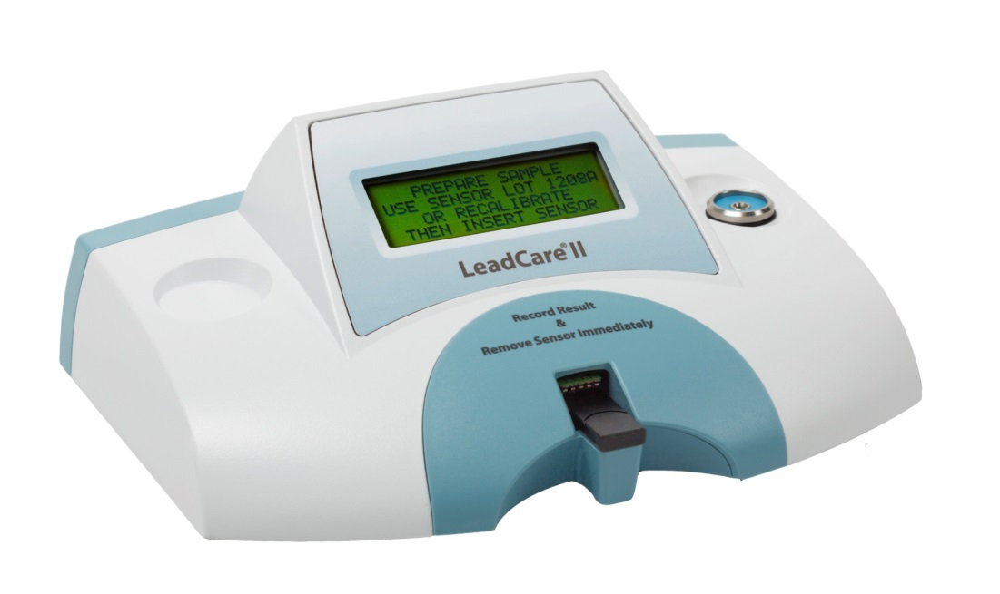 PREPARE SAMPLE
USE SENSOR LOT 1208A
OR RECALIBRATE
THEN INSERT SENSOR
LeadCare® II
Record Result
&
Remove Sensor Immediately